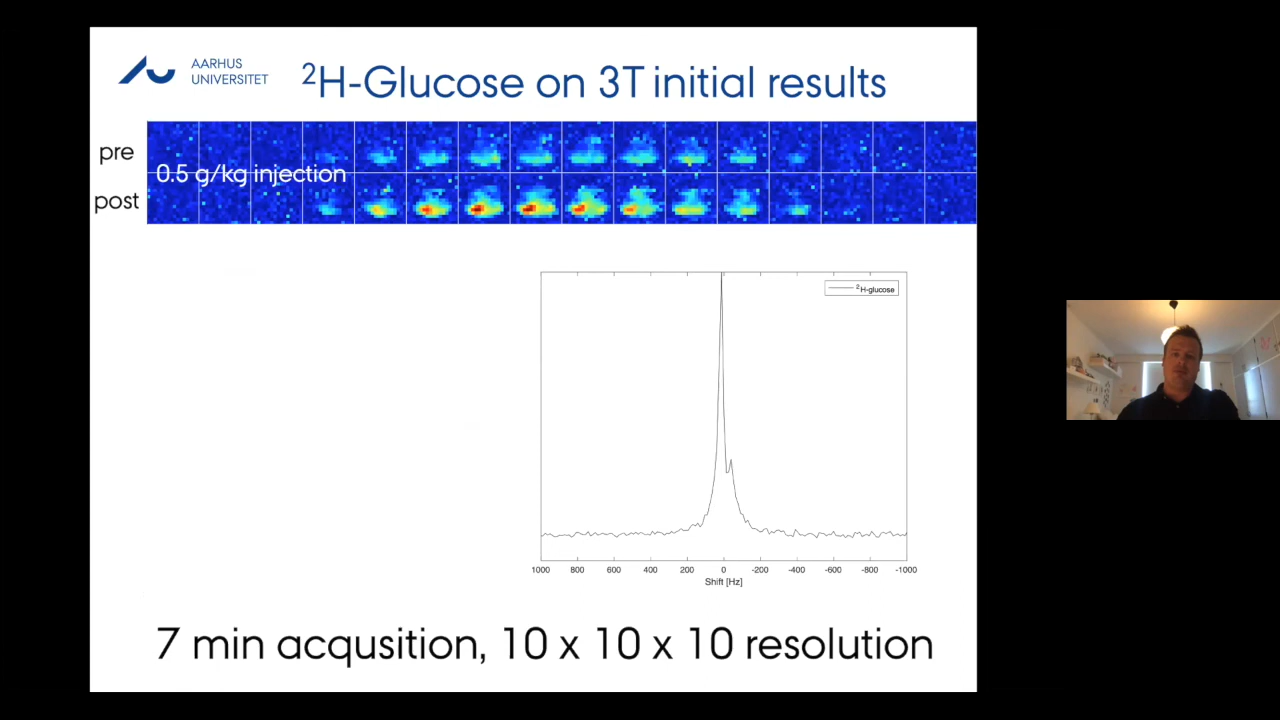 AARHUS
UNIVERSITET
²H-Glucose on 3T initial results
pre
0.5 g/kg injection
post
²H-glucose
1000 800 600 400 200 0 -200 -400 -600 -800 -1000
Shift [Hz]
7 min acqusition, 10 x 10 x 10 resolution